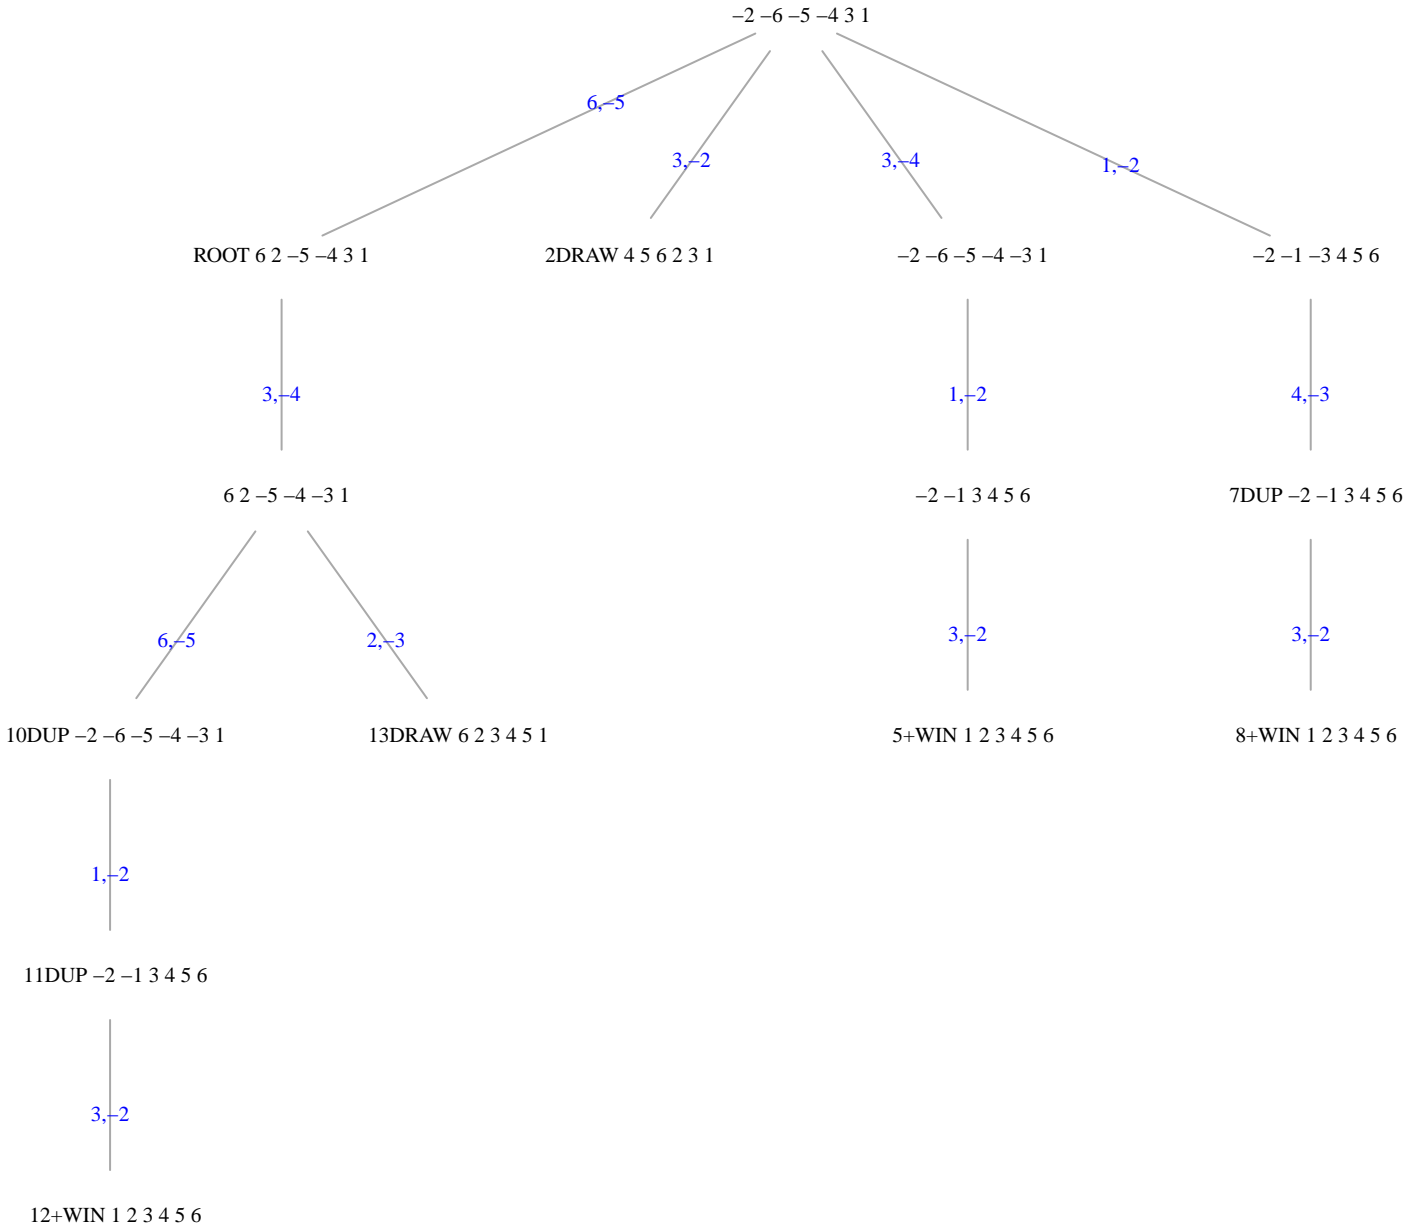 –2 –6 –5 –4 3 1
6,–5
3,–2
3,–4
1,–2
ROOT 6 2 –5 –4 3 1
2DRAW 4 5 6 2 3 1
–2 –6 –5 –4 –3 1
–2 –1 –3 4 5 6
3,–4
1,–2
4,–3
6 2 –5 –4 –3 1
–2 –1 3 4 5 6
7DUP –2 –1 3 4 5 6
6,–5
2,–3
3,–2
3,–2
10DUP –2 –6 –5 –4 –3 1
13DRAW 6 2 3 4 5 1
5+WIN 1 2 3 4 5 6
8+WIN 1 2 3 4 5 6
1,–2
11DUP –2 –1 3 4 5 6
3,–2
12+WIN 1 2 3 4 5 6